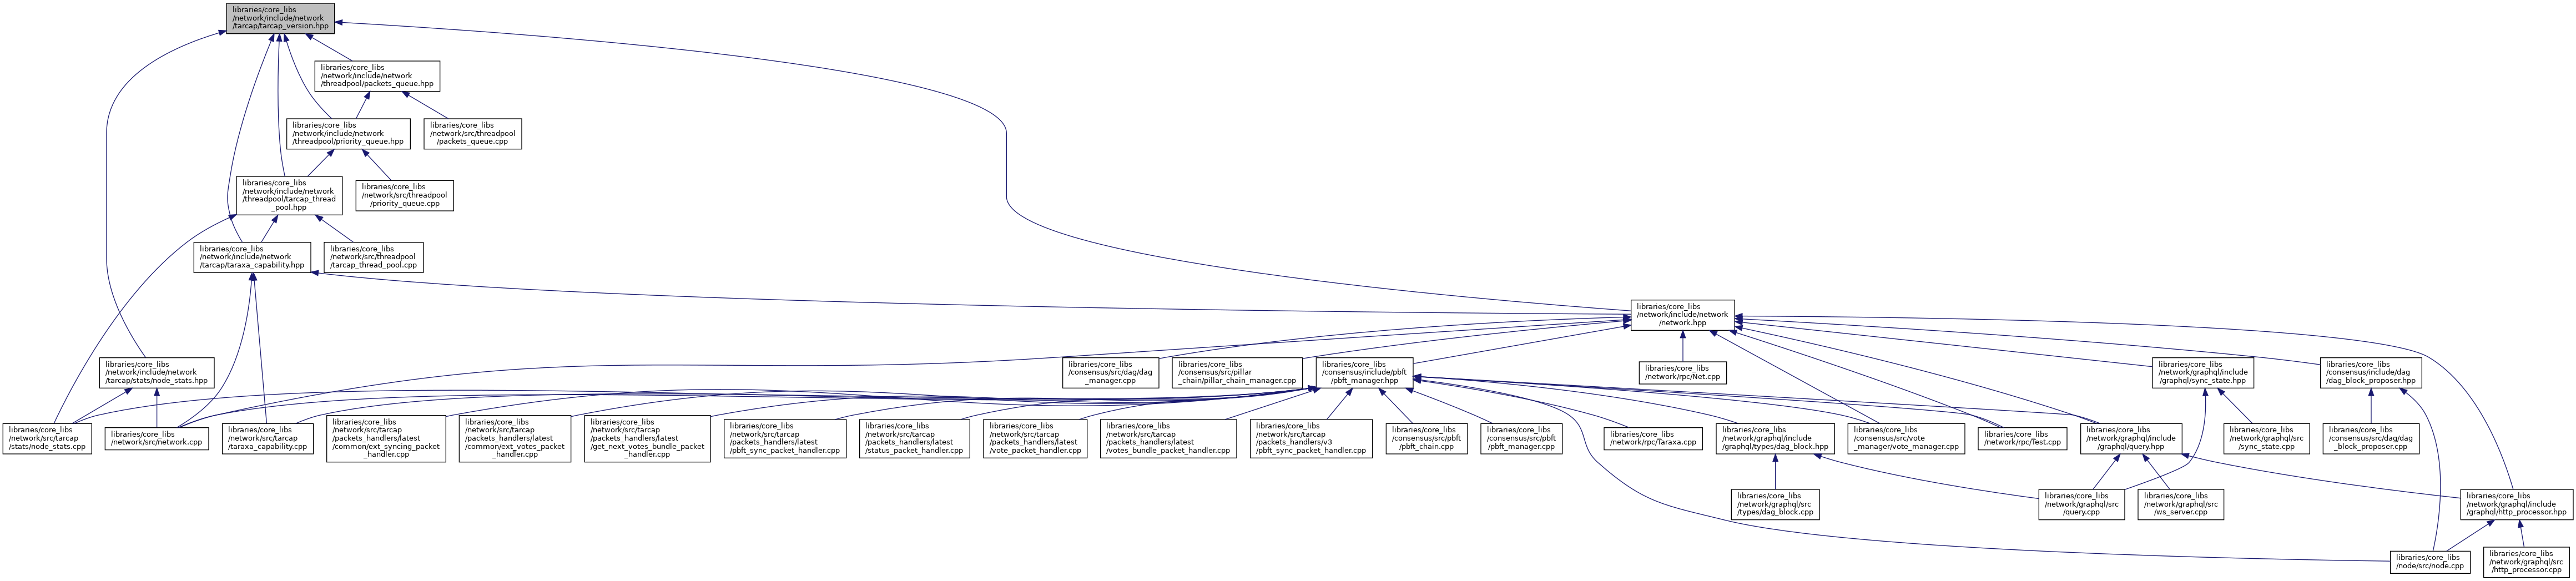 libraries/core_libs
/network/include/network
/tarcap/tarcap_version.hpp
libraries/core_libs
/network/include/network
/threadpool/packets_queue.hpp
libraries/core_libs
/network/include/network
/threadpool/priority_queue.hpp
libraries/core_libs
/network/src/threadpool
/packets_queue.cpp
libraries/core_libs
/network/include/network
/threadpool/tarcap_thread
_pool.hpp
libraries/core_libs
/network/src/threadpool
/priority_queue.cpp
libraries/core_libs
/network/include/network
/tarcap/taraxa_capability.hpp
libraries/core_libs
/network/src/threadpool
/tarcap_thread_pool.cpp
libraries/core_libs
/network/include/network
/network.hpp
libraries/core_libs
/network/include/network
/tarcap/stats/node_stats.hpp
libraries/core_libs
/consensus/src/dag/dag
_manager.cpp
libraries/core_libs
/consensus/src/pillar
_chain/pillar_chain_manager.cpp
libraries/core_libs
/consensus/include/pbft
/pbft_manager.hpp
libraries/core_libs
/network/rpc/Net.cpp
libraries/core_libs
/network/graphql/include
/graphql/sync_state.hpp
libraries/core_libs
/consensus/include/dag
/dag_block_proposer.hpp
libraries/core_libs
/network/src/tarcap
/stats/node_stats.cpp
libraries/core_libs
/network/src/network.cpp
libraries/core_libs
/network/src/tarcap
/taraxa_capability.cpp
libraries/core_libs
/network/src/tarcap
/packets_handlers/latest
/common/ext_syncing_packet
_handler.cpp
libraries/core_libs
/network/src/tarcap
/packets_handlers/latest
/common/ext_votes_packet
_handler.cpp
libraries/core_libs
/network/src/tarcap
/packets_handlers/latest
/get_next_votes_bundle_packet
_handler.cpp
libraries/core_libs
/network/src/tarcap
/packets_handlers/latest
/pbft_sync_packet_handler.cpp
libraries/core_libs
/network/src/tarcap
/packets_handlers/latest
/status_packet_handler.cpp
libraries/core_libs
/network/src/tarcap
/packets_handlers/latest
/vote_packet_handler.cpp
libraries/core_libs
/network/src/tarcap
/packets_handlers/latest
/votes_bundle_packet_handler.cpp
libraries/core_libs
/network/src/tarcap
/packets_handlers/v3
/pbft_sync_packet_handler.cpp
libraries/core_libs
/consensus/src/pbft
/pbft_chain.cpp
libraries/core_libs
/consensus/src/pbft
/pbft_manager.cpp
libraries/core_libs
/network/rpc/Taraxa.cpp
libraries/core_libs
/network/graphql/include
/graphql/types/dag_block.hpp
libraries/core_libs
/consensus/src/vote
_manager/vote_manager.cpp
libraries/core_libs
/network/rpc/Test.cpp
libraries/core_libs
/network/graphql/include
/graphql/query.hpp
libraries/core_libs
/network/graphql/src
/sync_state.cpp
libraries/core_libs
/consensus/src/dag/dag
_block_proposer.cpp
libraries/core_libs
/network/graphql/src
/types/dag_block.cpp
libraries/core_libs
/network/graphql/src
/query.cpp
libraries/core_libs
/network/graphql/src
/ws_server.cpp
libraries/core_libs
/network/graphql/include
/graphql/http_processor.hpp
libraries/core_libs
/node/src/node.cpp
libraries/core_libs
/network/graphql/src
/http_processor.cpp